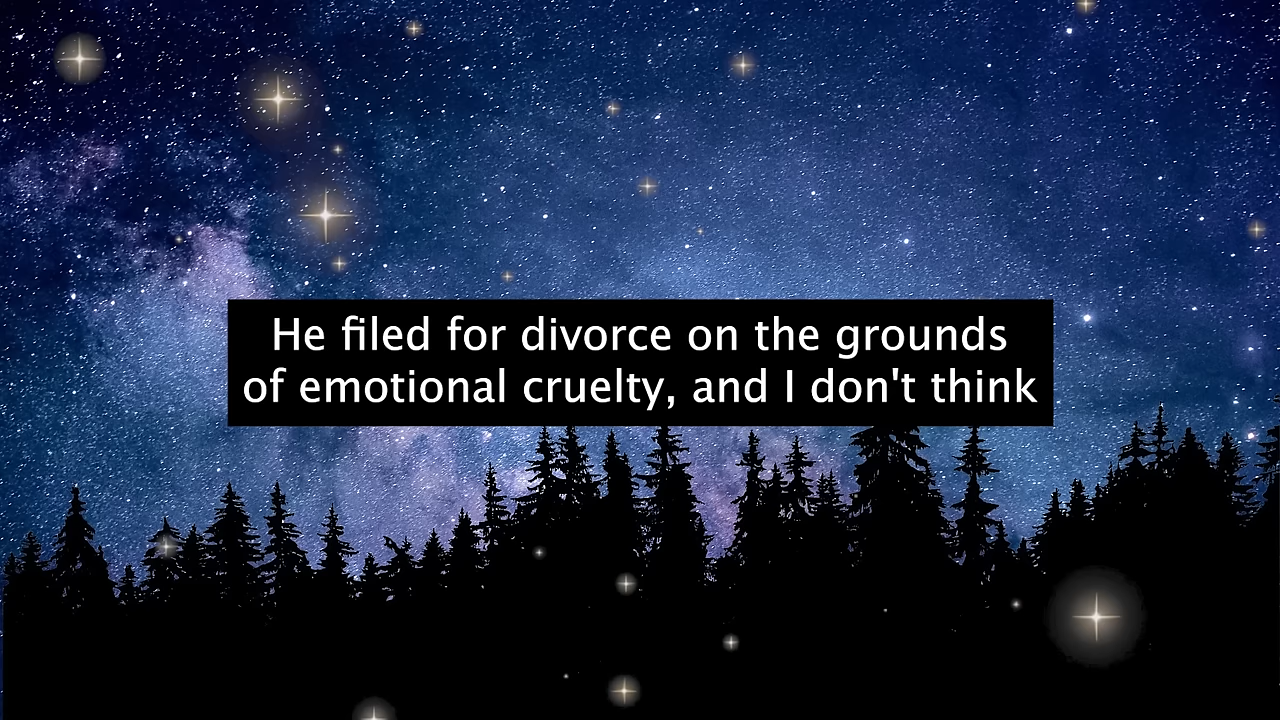 He filed for divorce on the grounds
of emotional cruelty, and I don't think